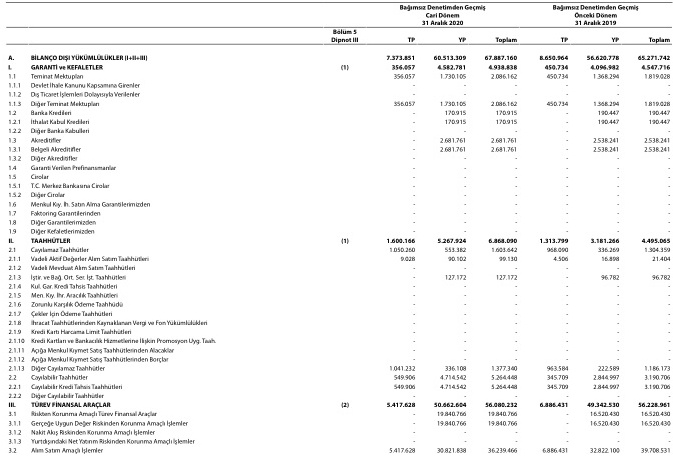 Bağımsız Denetimden Geçmiş Bağımsız Denetimden Geçmiş
Cari Dönem Önceki Dönem
31 Aralık 2020 31 Aralık 2019
Bölüm 5
Dipnot III TP YP Toplam TP YP Toplam
A. BİLANÇO DIŞI YÜKÜMLÜLÜKLER (I+II+III) 7.373.851 60.513.309 67.887.160 8.650.964 56.620.778 65.271.742
I. GARANTİ ve KEFALETLER (1) 356.057 4.582.781 4.938.838 450.734 4.096.982 4.547.716
1.1 Teminat Mektupları 356.057 1.730.105 2.086.162 450.734 1.368.294 1.819.028
1.1.1 Devlet İhale Kanunu Kapsamına Girenler - - - - - -
1.1.2 Dış Ticaret İşlemleri Dolayısıyla Verilenler - - - - - -
1.1.3 Diğer Teminat Mektupları 356.057 1.730.105 2.086.162 450.734 1.368.294 1.819.028
1.2 Banka Kredileri - 170.915 170.915 - 190.447 190.447
1.2.1 İthalat Kabul Kredileri - 170.915 170.915 - 190.447 190.447
1.2.2 Diğer Banka Kabulleri - - - - - -
1.3 Akreditifler - 2.681.761 2.681.761 - 2.538.241 2.538.241
1.3.1 Belgeli Akreditifler - 2.681.761 2.681.761 - 2.538.241 2.538.241
1.3.2 Diğer Akreditifler - - - - - -
1.4 Garanti Verilen Prefinansmanlar - - - - - -
1.5 Cirolar - - - - - -
1.5.1 T.C. Merkez Bankasına Cirolar - - - - - -
1.5.2 Diğer Cirolar - - - - - -
1.6 Menkul Kıy. İh. Satın Alma Garantilerimizden - - - - - -
1.7 Faktoring Garantilerinden - - - - - -
1.8 Diğer Garantilerimizden - - - - - -
1.9 Diğer Kefaletlerimizden - - - - - -
II. TAAHHÜTLER (1) 1.600.166 5.267.924 6.868.090 1.313.799 3.181.266 4.495.065
2.1 Cayılamaz Taahhütler 1.050.260 553.382 1.603.642 968.090 336.269 1.304.359
2.1.1 Vadeli Aktif Değerler Alım Satım Taahhütleri 9.028 90.102 99.130 4.506 16.898 21.404
2.1.2 Vadeli Mevduat Alım Satım Taahhütleri - - - - - -
2.1.3 İştir. ve Bağ. Ort. Ser. İşt. Taahhütleri - 127.172 127.172 - 96.782 96.782
2.1.4 Kul. Gar. Kredi Tahsis Taahhütleri - - - - - -
2.1.5 Men. Kıy. İhr. Aracılık Taahhütleri - - - - - -
2.1.6 Zorunlu Karşılık Ödeme Taahhüdü - - - - - -
2.1.7 Çekler İçin Ödeme Taahhütleri - - - - - -
2.1.8 İhracat Taahhütlerinden Kaynaklanan Vergi ve Fon Yükümlülükleri - - - - - -
2.1.9 Kredi Kartı Harcama Limit Taahhütleri - - - - - -
2.1.10 Kredi Kartları ve Bankacılık Hizmetlerine İlişkin Promosyon Uyg. Taah. - - - - - -
2.1.11 Açığa Menkul Kıymet Satış Taahhütlerinden Alacaklar - - - - - -
2.1.12 Açığa Menkul Kıymet Satış Taahhütlerinden Borçlar - - - - - -
2.1.13 Diğer Cayılamaz Taahhütler 1.041.232 336.108 1.377.340 963.584 222.589 1.186.173
2.2 Cayılabilir Taahhütler 549.906 4.714.542 5.264.448 345.709 2.844.997 3.190.706
2.2.1 Cayılabilir Kredi Tahsis Taahhütleri 549.906 4.714.542 5.264.448 345.709 2.844.997 3.190.706
2.2.2 Diğer Cayılabilir Taahhütler - - - - - -
III. TÜREV FİNANSAL ARAÇLAR (2) 5.417.628 50.662.604 56.080.232 6.886.431 49.342.530 56.228.961
3.1 Riskten Korunma Amaçlı Türev Finansal Araçlar - 19.840.766 19.840.766 - 16.520.430 16.520.430
3.1.1 Gerçeğe Uygun Değer Riskinden Korunma Amaçlı İşlemler - 19.840.766 19.840.766 - 16.520.430 16.520.430
3.1.2 Nakit Akış Riskinden Korunma Amaçlı İşlemler - - - - - -
3.1.3 Yurtdışındaki Net Yatırım Riskinden Korunma Amaçlı İşlemler - - - - - -
3.2 Alım Satım Amaçlı İşlemler 5.417.628 30.821.838 36.239.466 6.886.431 32.822.100 39.708.531